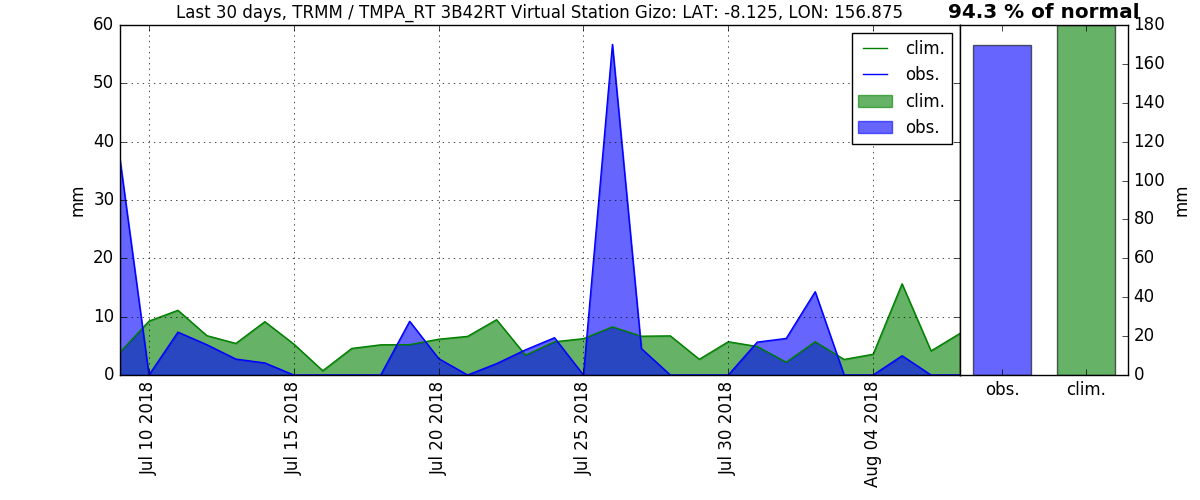 Last 30 days, TRMM / TMPA_RT 3B42RT Virtual Station Gizo: LAT: -8.125, LON: 156.875
94.3 % of normal
60
50
40
30
20
10
0
mm
clim.
obs.
clim.
obs.
Jul 10 2018
Jul 15 2018
Jul 20 2018
Jul 25 2018
Jul 30 2018
Aug 04 2018
180
160
140
120
100
80
60
40
20
0
mm
obs.
clim.